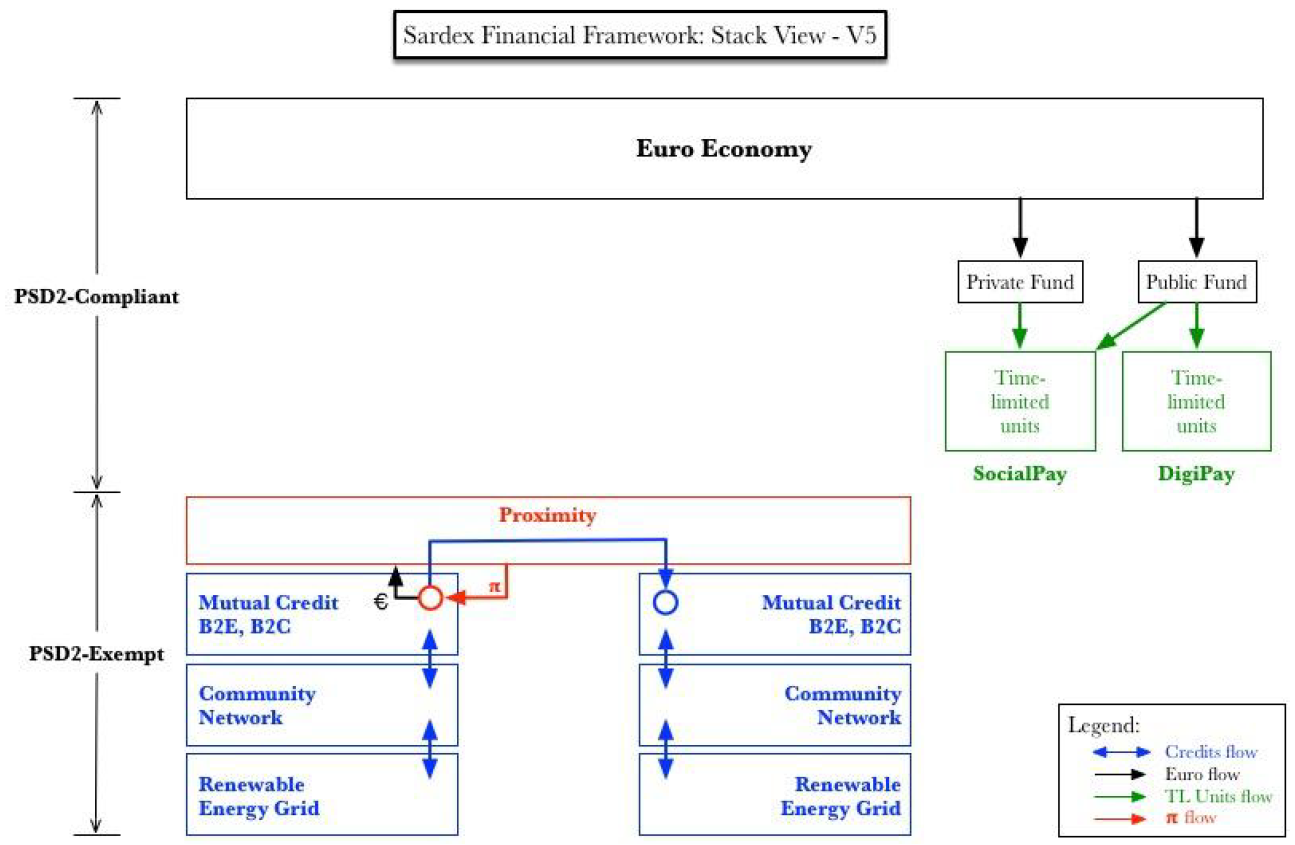 Sardex Financial Framework: Stack View - V5
Euro Economy
PSD2-Compliant
Private Fund
Public Fund
Time-
limited
units
Time-
limited
units
SocialPay
DigiPay
Proximity
€
π
Mutual Credit
B2E, B2C
Mutual Credit
B2E, B2C
PSD2-Exempt
Community
Network
Community
Network
Renewable
Energy Grid
Renewable
Energy Grid
Legend:
Credits flow
Euro flow
TL Units flow
π flow